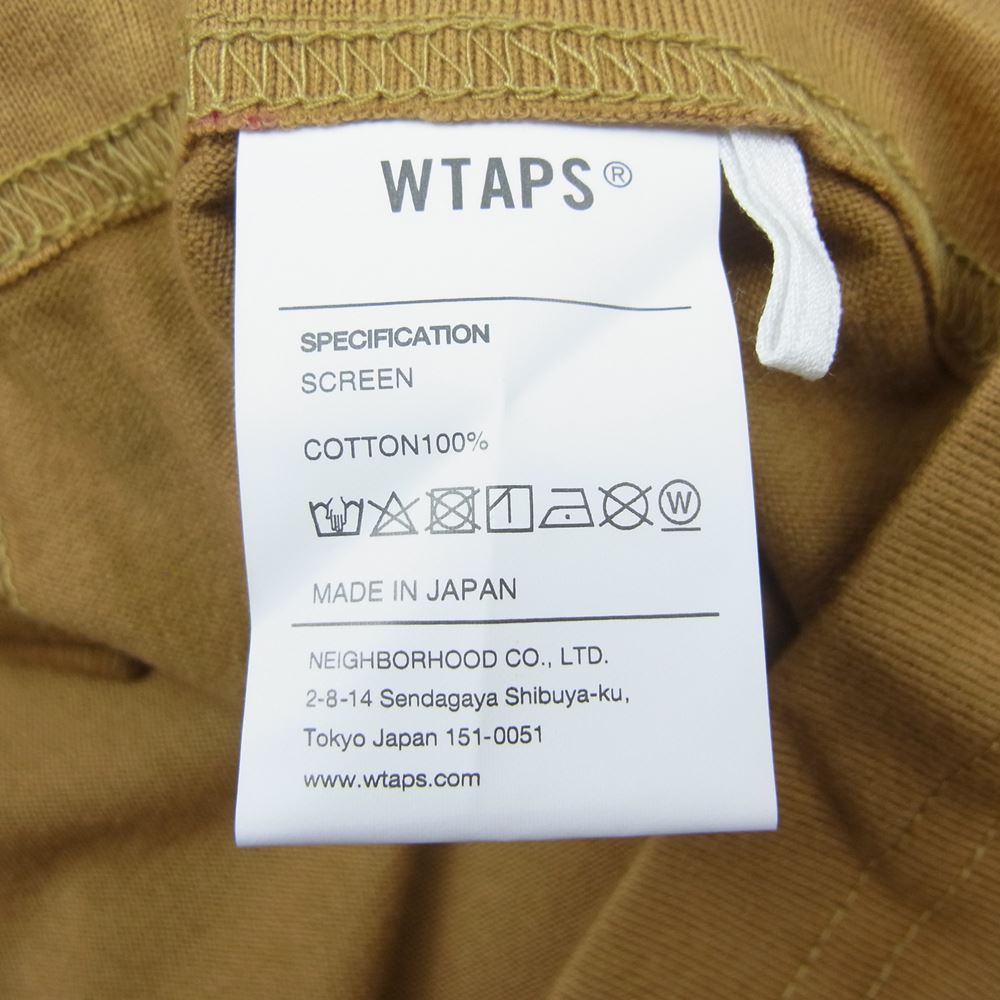 WTAPS®
SPECIFICATION
SCREEN
COTTON100%
W
MADE IN JAPAN
NEIGHBORHOOD CO., LTD.
2-8-14 Sendagaya Shibuya-ku,
Tokyo Japan 151-0051
www.wtaps.com